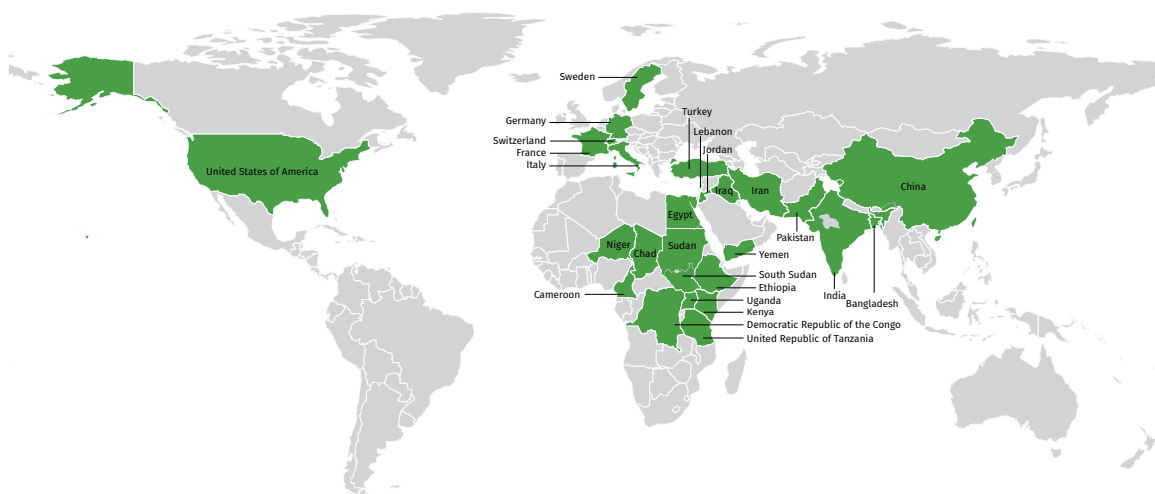 Sweden
Turkey
Germany
Lebanon
Switzerland
Jordan
France
Italy
United States of America
China
Iraq
Iran
Egypt
Pakistan
Niger
Sudan
Chad
Yemen
South Sudan
Ethiopia
Cameroon
India
Uganda
Bangladesh
Kenya
Democratic Republic of the Congo
United Republic of Tanzania